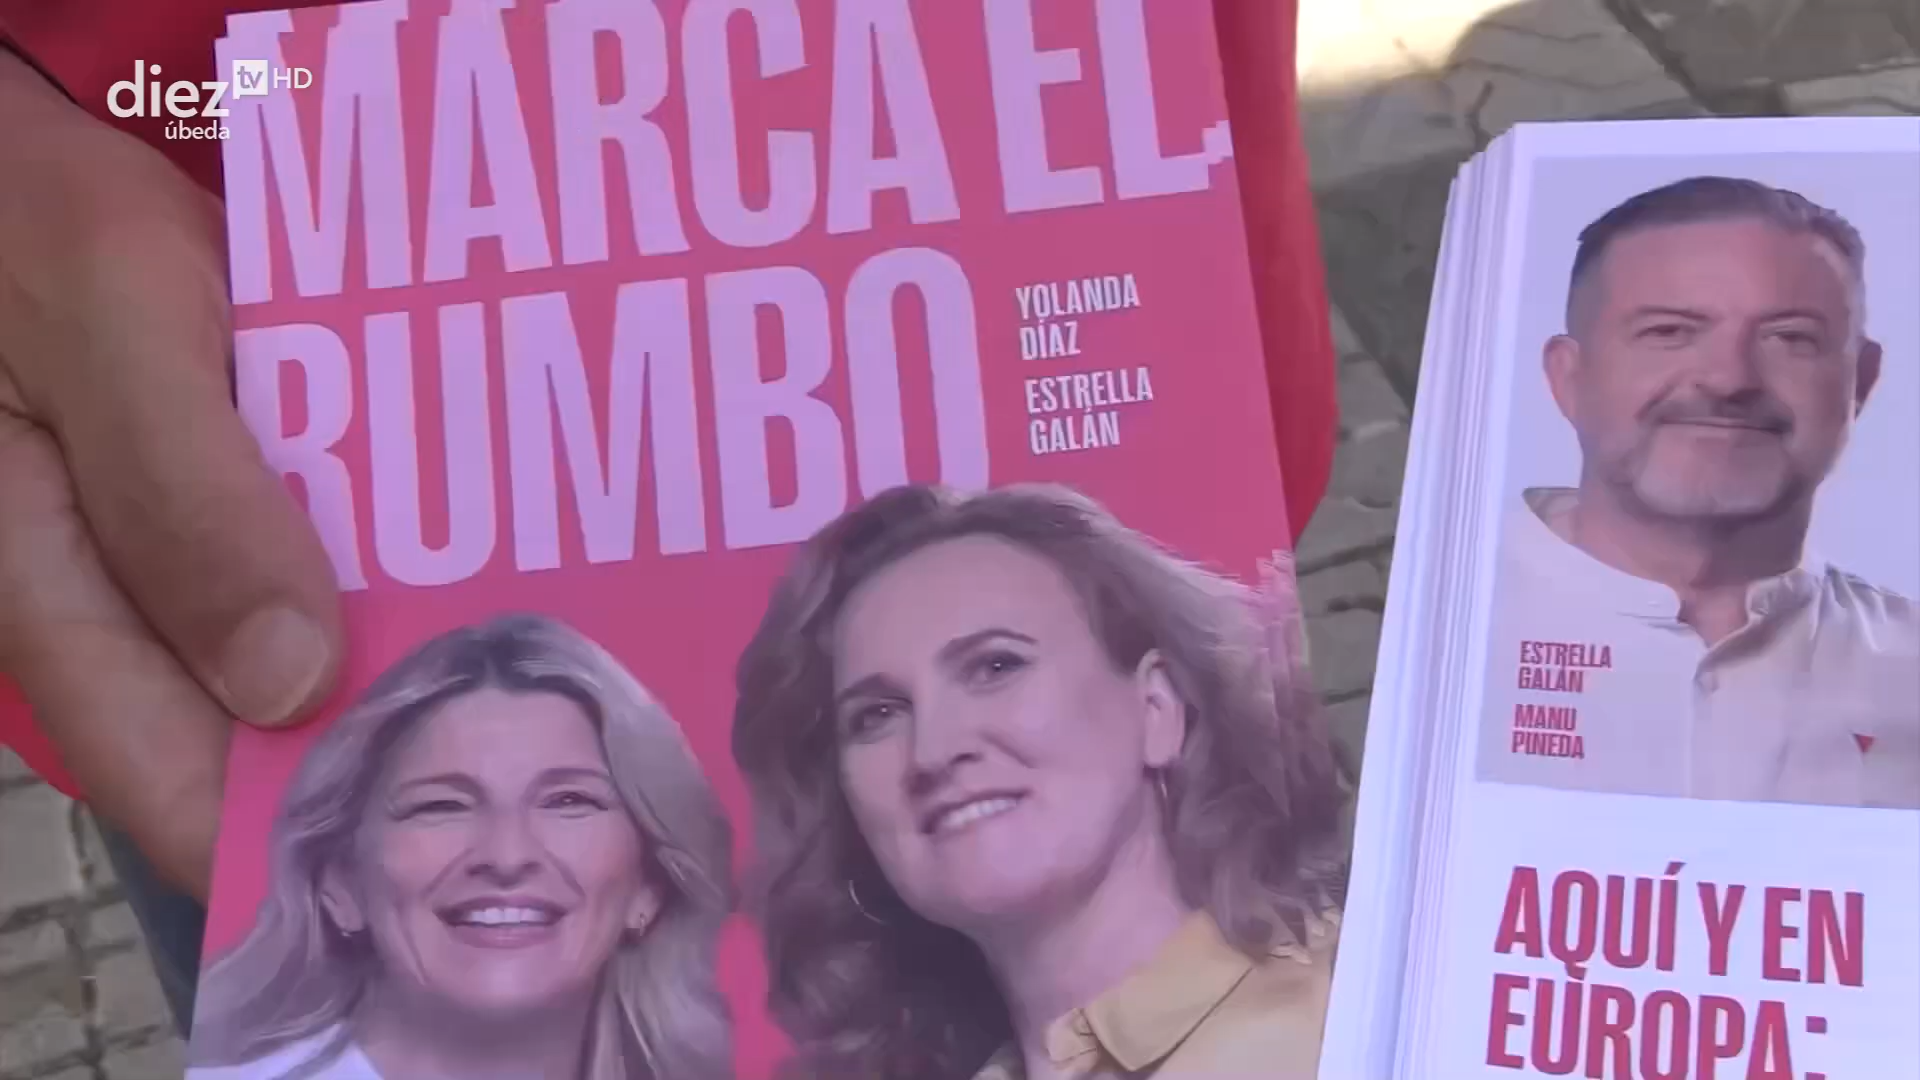 diez tv HD
úbeda
MARCA EL
RUMBO
YOLANDA
DÍAZ
ESTRELLA
GALÁN
ESTRELLA
GALÁN
MANU
PINEDA
AQUÍ Y EN
EUROPA: